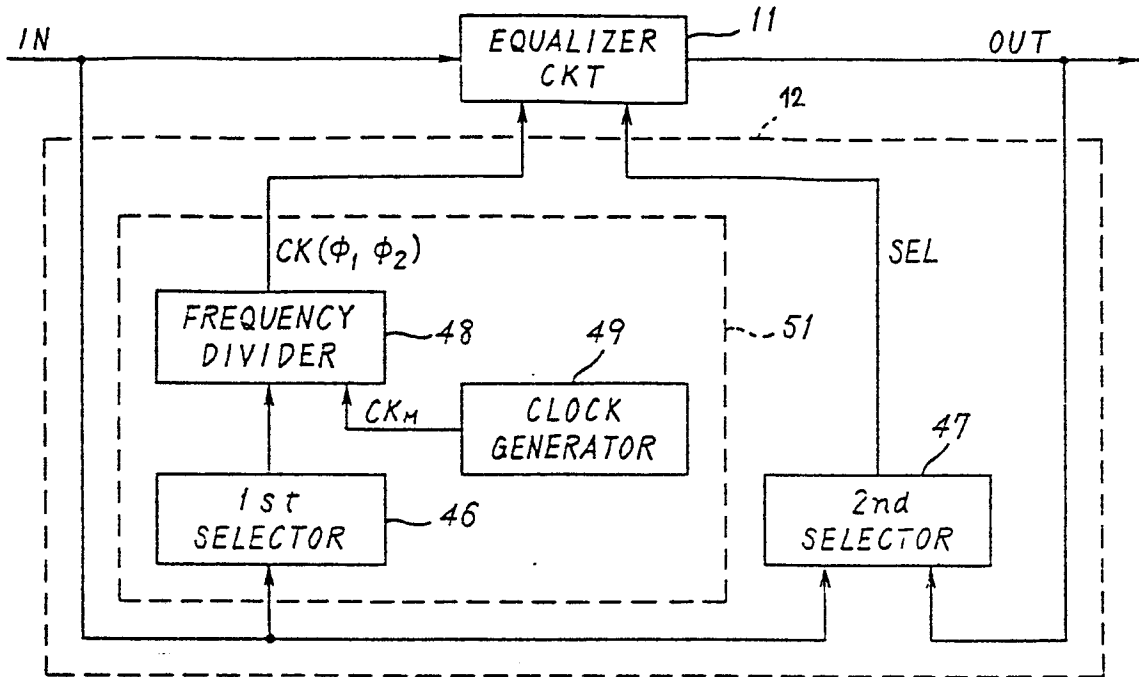 IN
EQUALIZER
CKT
11
OUT
12
CK(ϕ1 ϕ2)
SEL
FREQUENCY
DIVIDER
48
49
51
CKM
CLOCK
GENERATOR
47
1st
SELECTOR
46
2nd
SELECTOR